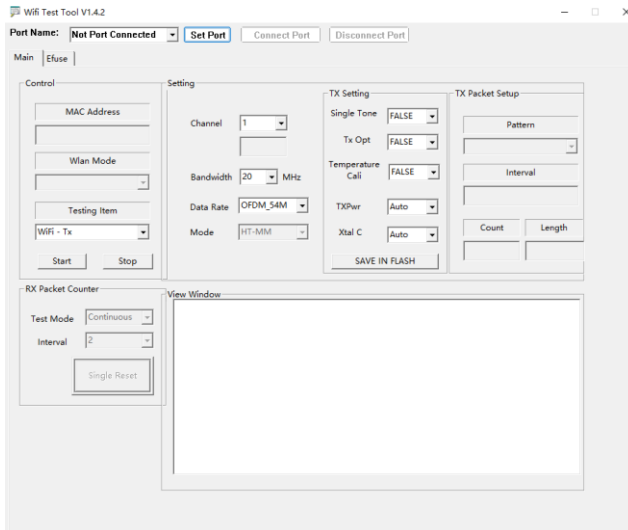 Wifi Test Tool V1.4.2
Port Name: Not Port Connected Set Port Connect Port Disconnect Port
Main Efuse
Control
MAC Address
Wlan Mode
Testing Item
WiFi - Tx
Start Stop
Setting
Channel 1
Bandwidth 20 MHz
Data Rate OFDM_54M
Mode HT-MM
TX Setting
Single Tone FALSE
Tx Opt FALSE
Temperature
Cali FALSE
TXPwr Auto
Xtal C Auto
SAVE IN FLASH
TX Packet Setup
Pattern
Interval
Count Length
RX Packet Counter
Test Mode Continuous
Interval 2
Single Reset
View Window